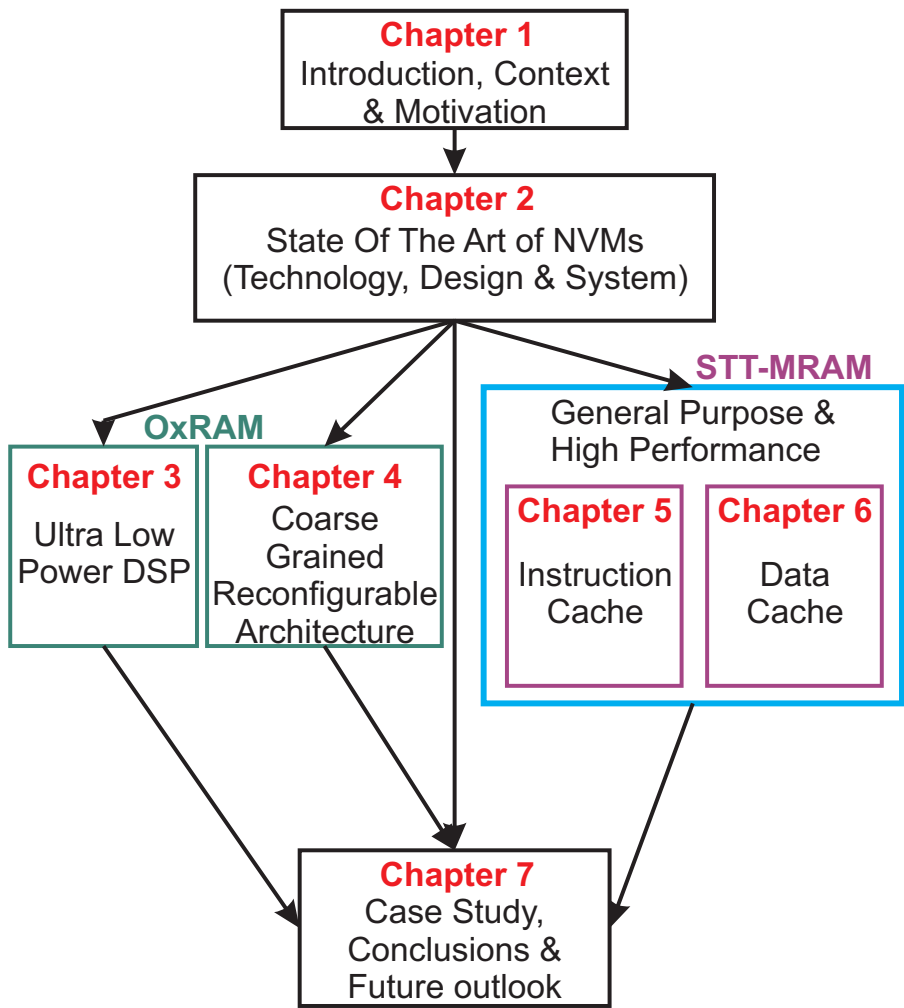 Chapter 1
Introduction, Context
& Motivation
Chapter 2
State Of The Art of NVMs
(Technology, Design & System)
OxRAM
Chapter 3
Ultra Low
Power DSP
Chapter 4
Coarse
Grained
Reconfigurable
Architecture
STT-MRAM
General Purpose &
High Performance
Chapter 5
Instruction
Cache
Chapter 6
Data
Cache
Chapter 7
Case Study,
Conclusions &
Future outlook